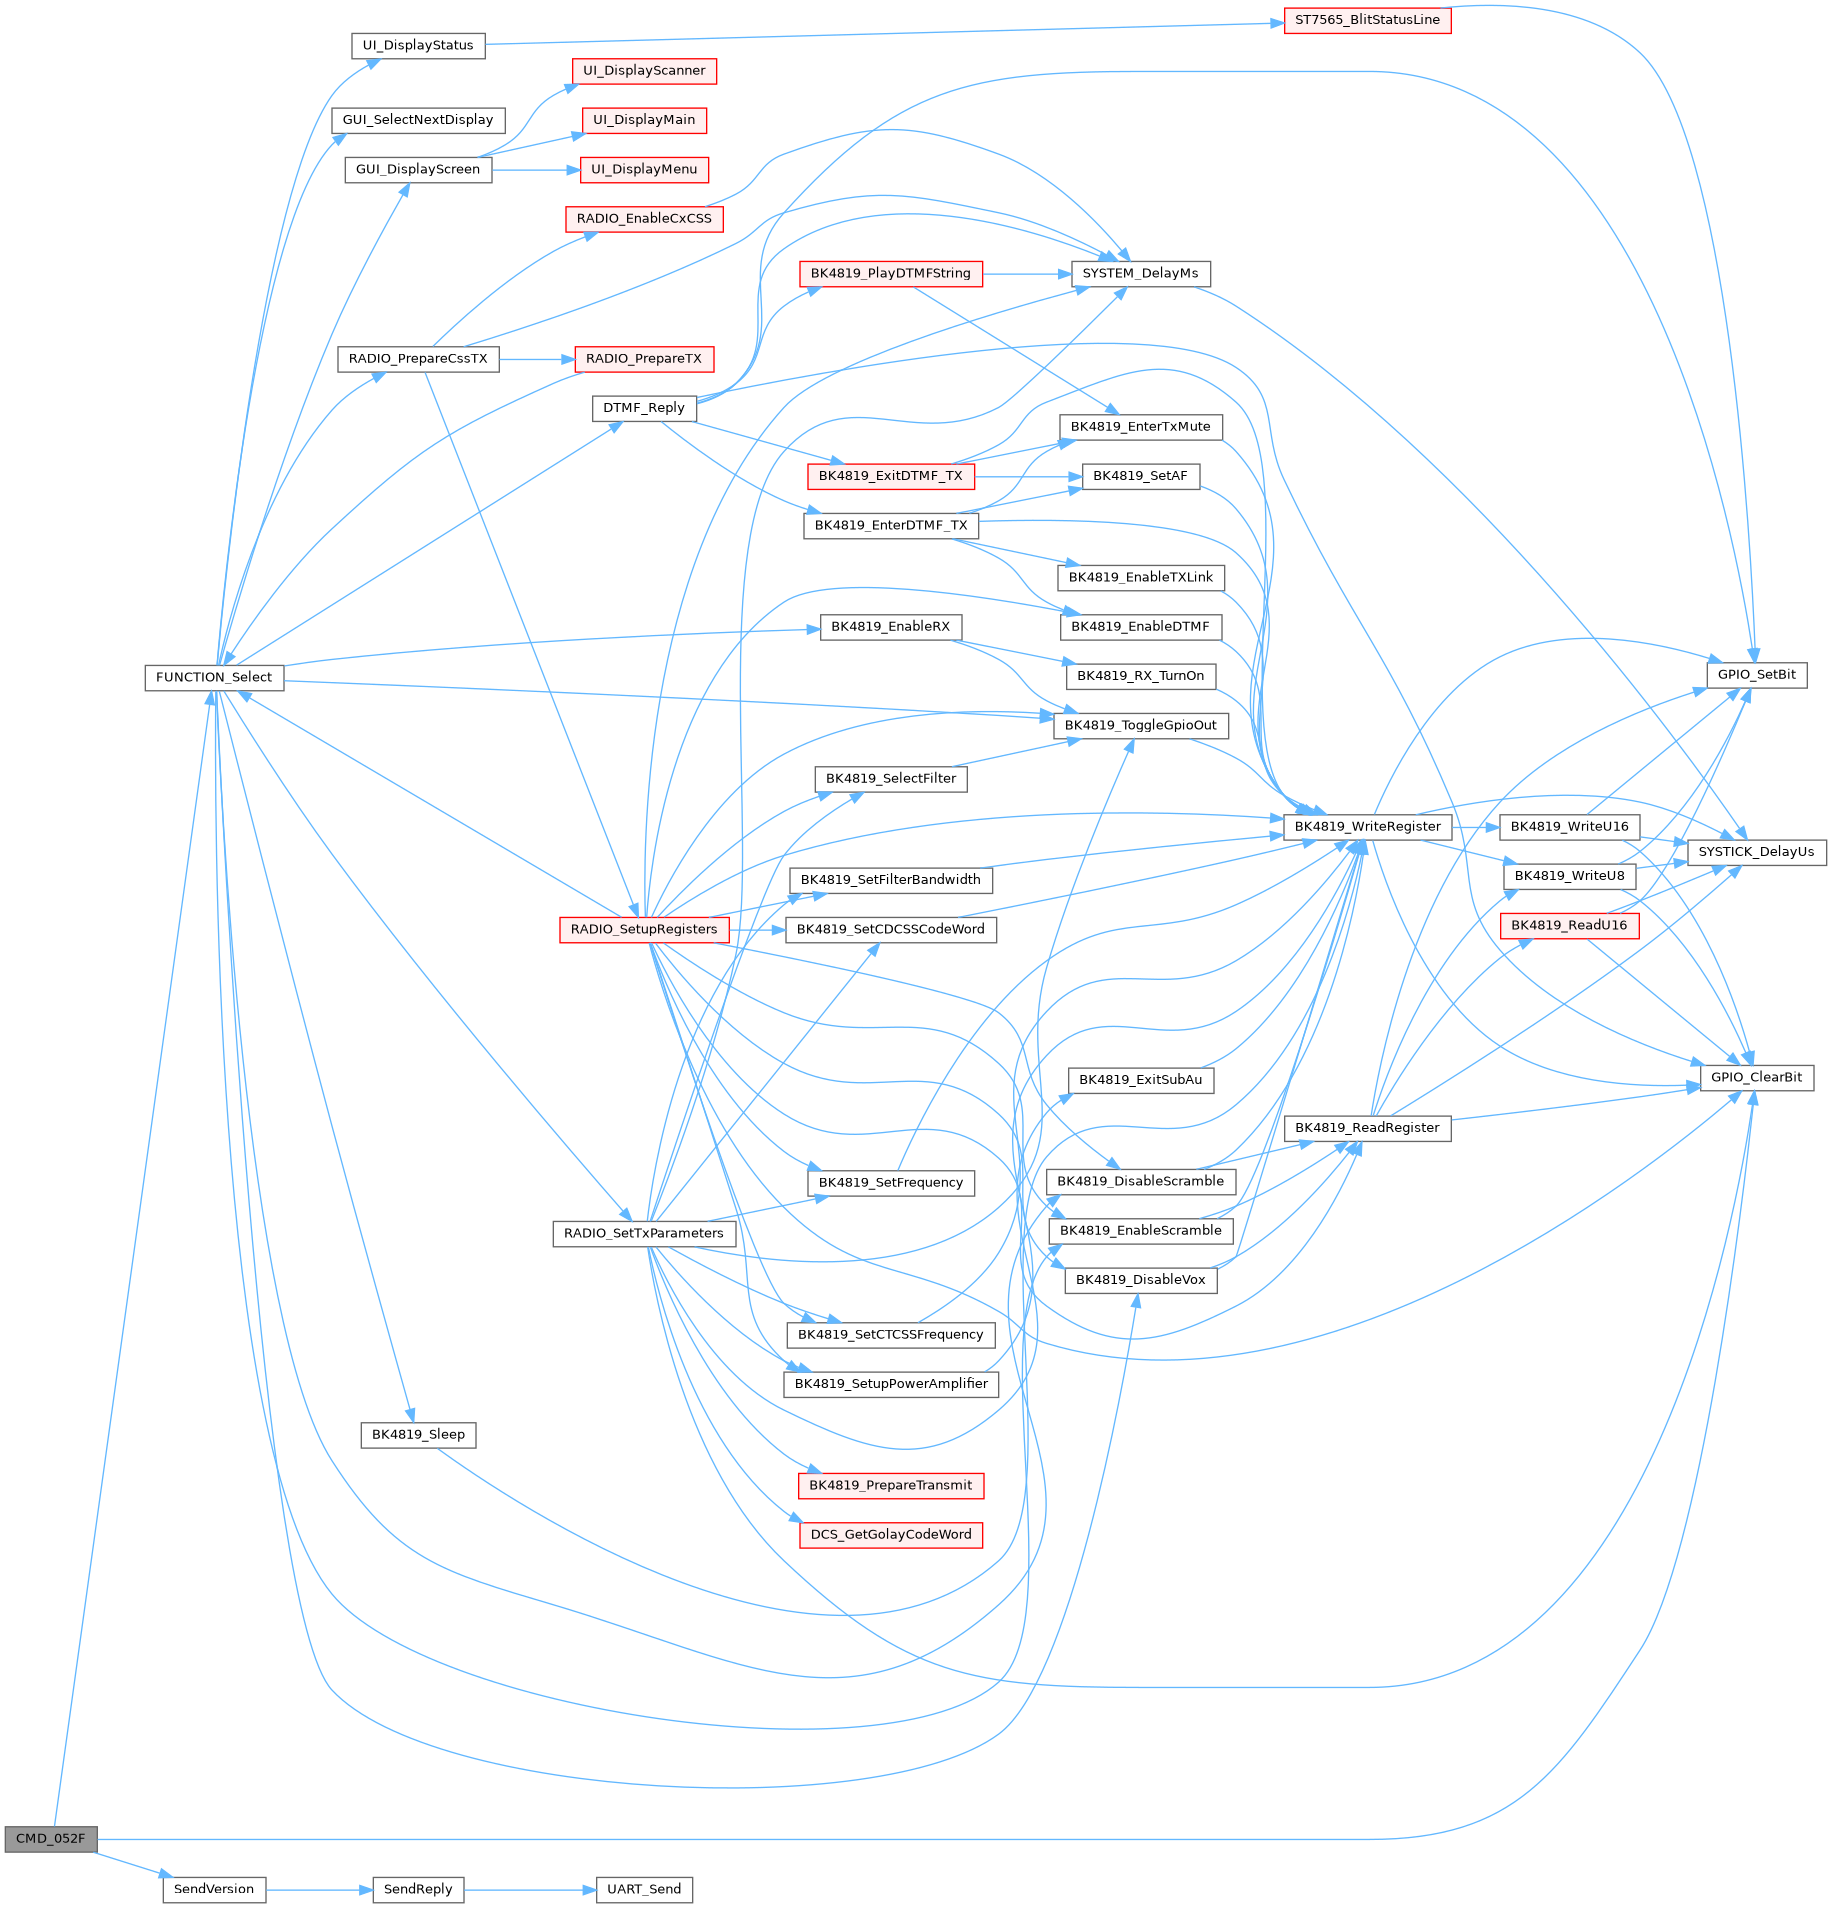 ST7565_BlitStatusLine
UI_DisplayStatus
UI_DisplayScanner
GUI_SelectNextDisplay
UI_DisplayMain
GUI_DisplayScreen
UI_DisplayMenu
RADIO_EnableCxCSS
BK4819_PlayDTMFString
SYSTEM_DelayMs
RADIO_PrepareCssTX
RADIO_PrepareTX
DTMF_Reply
BK4819_EnterTxMute
BK4819_ExitDTMF_TX
BK4819_SetAF
BK4819_EnterDTMF_TX
BK4819_EnableTXLink
BK4819_EnableRX
BK4819_EnableDTMF
FUNCTION_Select
BK4819_RX_TurnOn
GPIO_SetBit
BK4819_ToggleGpioOut
BK4819_SelectFilter
BK4819_WriteRegister
BK4819_WriteU16
SYSTICK_DelayUs
BK4819_SetFilterBandwidth
BK4819_WriteU8
RADIO_SetupRegisters
BK4819_SetCDCSSCodeWord
BK4819_ReadU16
BK4819_ExitSubAu
GPIO_ClearBit
BK4819_ReadRegister
BK4819_SetFrequency
BK4819_DisableScramble
RADIO_SetTxParameters
BK4819_EnableScramble
BK4819_DisableVox
BK4819_SetCTCSSFrequency
BK4819_SetupPowerAmplifier
BK4819_Sleep
BK4819_PrepareTransmit
DCS_GetGolayCodeWord
CMD_052F
SendVersion
SendReply
UART_Send